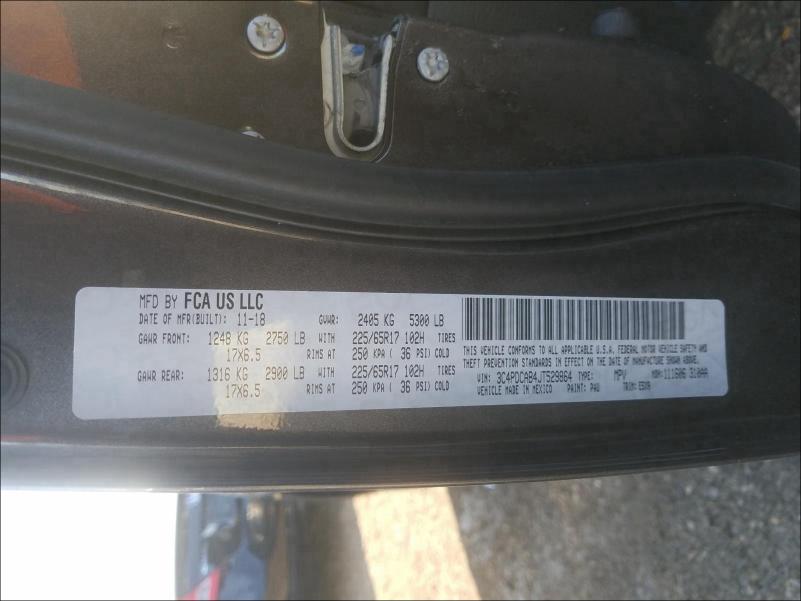 MFD BY FCA US LLC
DATE OF MFR(BUILT): 11-18 GVWR: 2405 KG 5300 LB
GAWR FRONT: 1248 KG 2750 LB WITH 225/65R17 102H TIRES
17X6.5 RIMS AT 250 KPA ( 36 PSI) COLD
GAWR REAR: 1316 KG 2900 LB WITH 225/65R17 102H TIRES
17X6.5 RIMS AT 250 KPA ( 36 PSI) COLD
THIS VEHICLE CONFORMS TO ALL APPLICABLE U.S.A. FEDERAL MOTOR VEHICLE SAFETY AND
THEFT PREVENTION STANDARDS IN EFFECT ON THE DATE OF MANUFACTURE SHOWN ABOVE.
VIN: 3C4PDCAB4JT529864 TYPE: MPV MDH: 111606 310AA
VEHICLE MADE IN MEXICO PAINT: PAU TRIM: